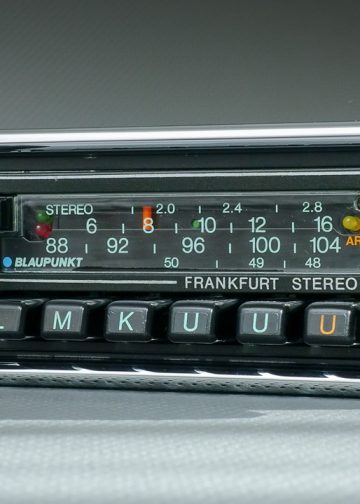 STEREO 2.0 2.4 2.8
6 8 10 12 16
88 92 96 100 104 AR
BLAUPUNKT 50 49 48
FRANKFURT STEREO
L M K U U U